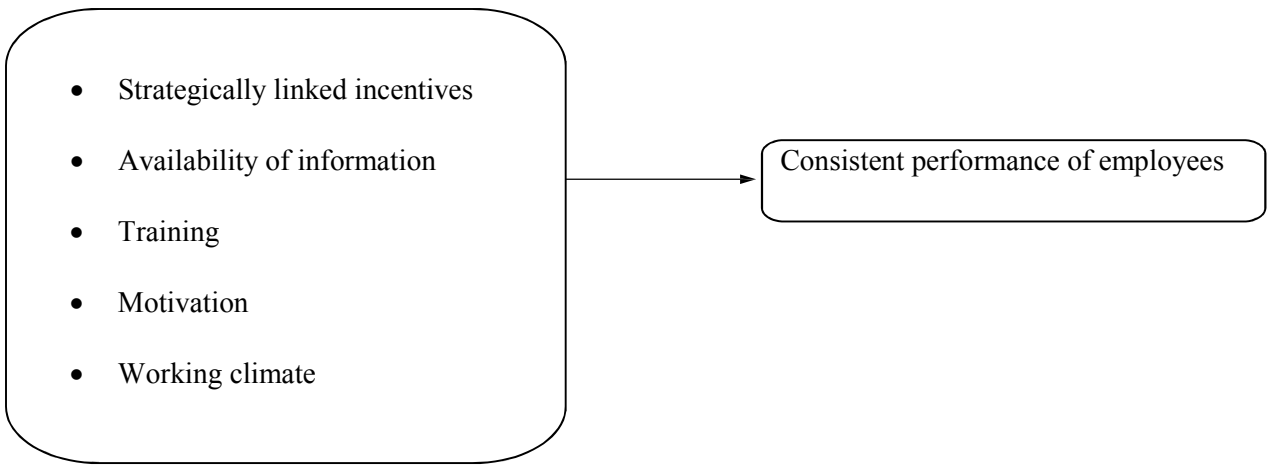 • Strategically linked incentives
• Availability of information
Consistent performance of employees
• Training
• Motivation
• Working climate